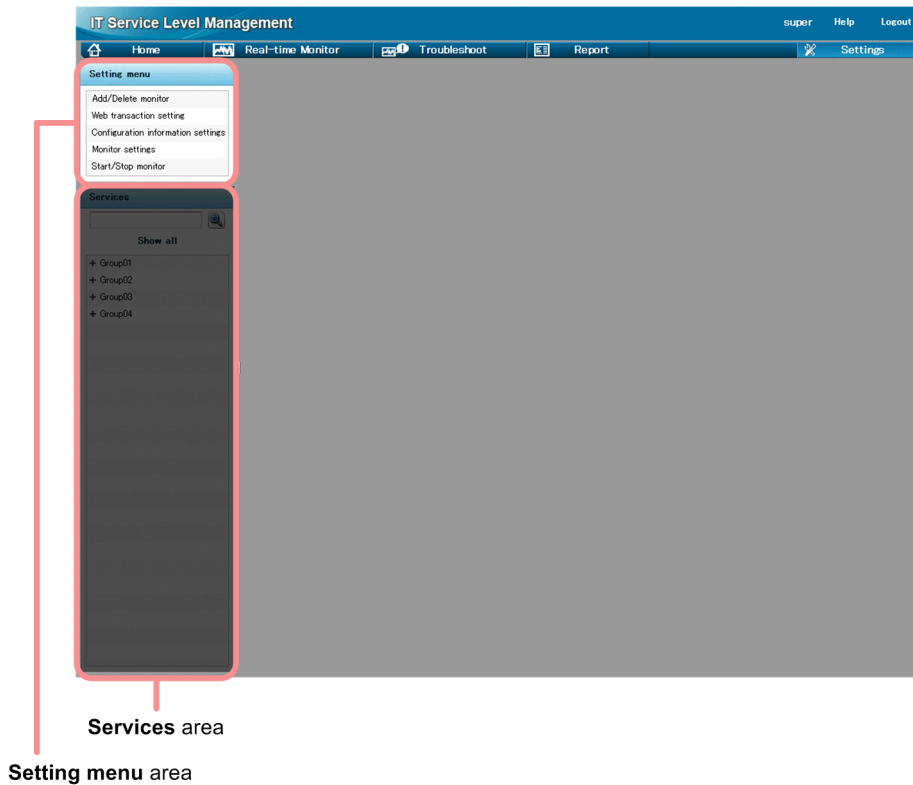 IT Service Level Management
super Help Logout
Home Real-time Monitor Troubleshoot Report Settings
Setting menu
Add/Delete monitor
Web transaction setting
Configuration information settings
Monitor settings
Start/Stop monitor
Services
Show all
+ Group01
+ Group02
+ Group03
+ Group04
Services area
Setting menu area